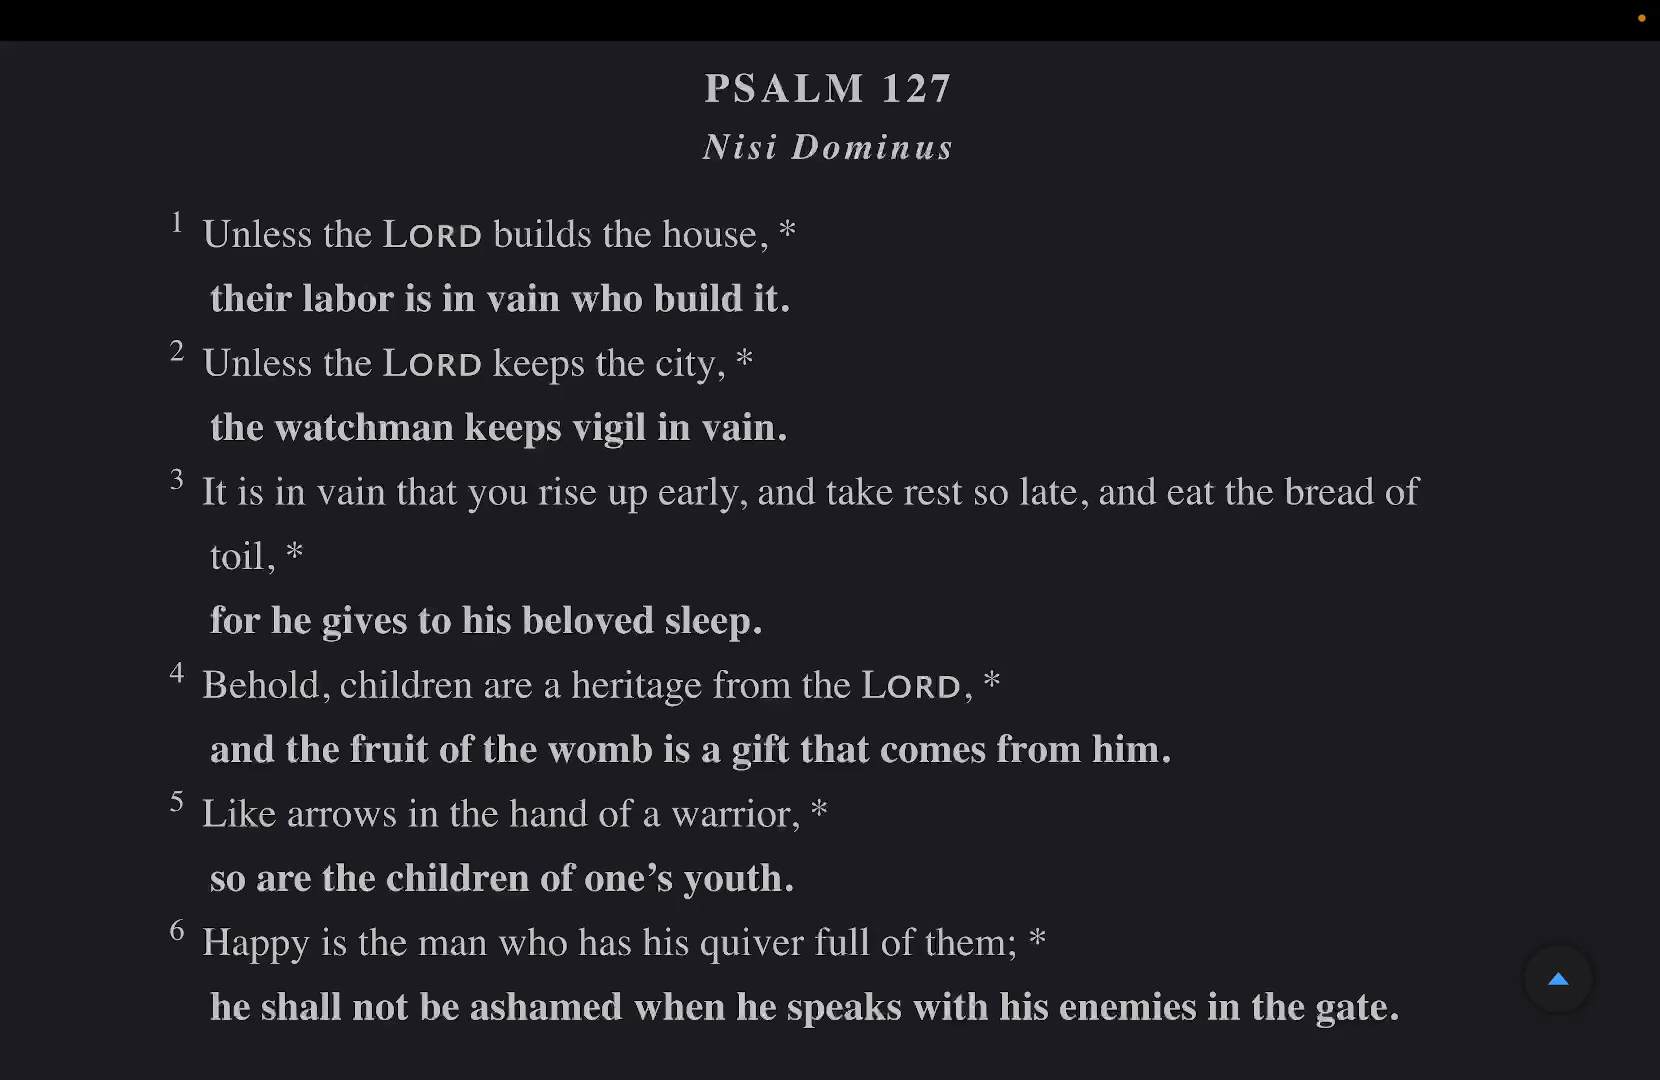 PSALM 127
Nisi Dominus
1 Unless the LORD builds the house, *
their labor is in vain who build it.
2 Unless the LORD keeps the city, *
the watchman keeps vigil in vain.
3 It is in vain that you rise up early, and take rest so late, and eat the bread of
toil, *
for he gives to his beloved sleep.
4 Behold, children are a heritage from the LORD, *
and the fruit of the womb is a gift that comes from him.
5 Like arrows in the hand of a warrior, *
so are the children of one’s youth.
6 Happy is the man who has his quiver full of them; *
he shall not be ashamed when he speaks with his enemies in the gate.